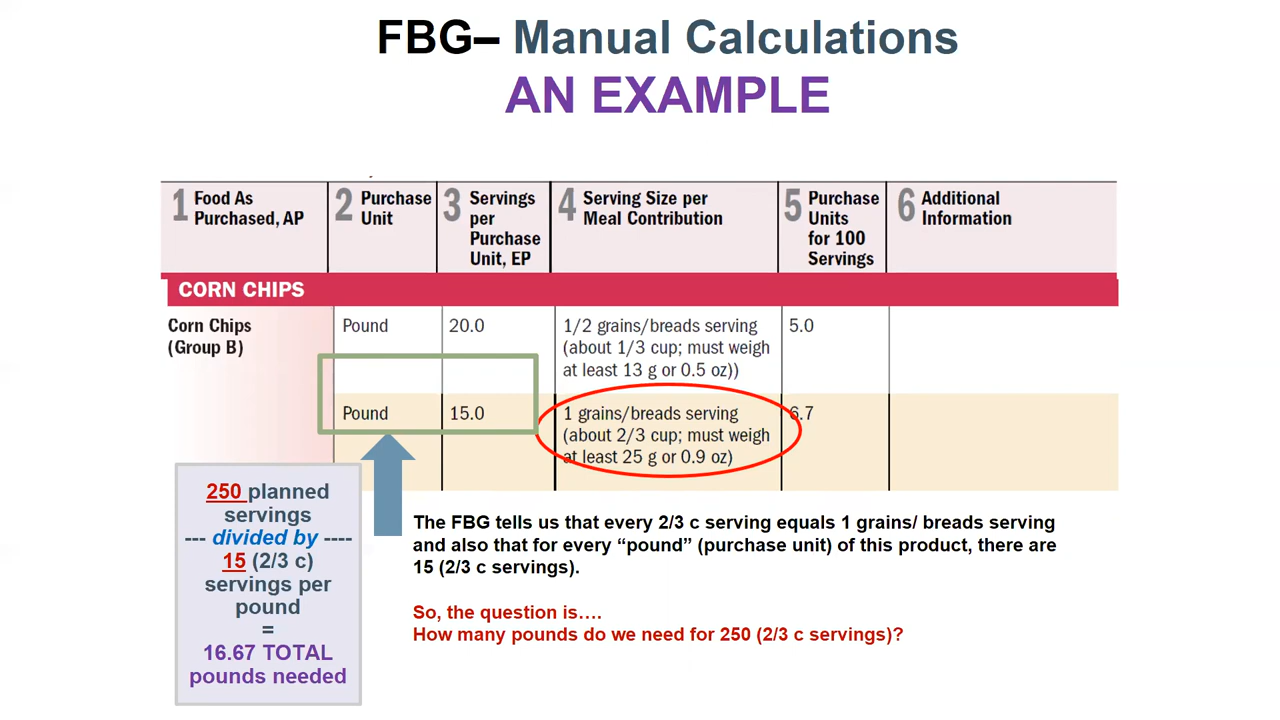 FBG– Manual Calculations
AN EXAMPLE
1 Food As Purchased, AP
2 Purchase Unit
3 Servings per Purchase Unit, EP
4 Serving Size per Meal Contribution
5 Purchase Units for 100 Servings
6 Additional Information
CORN CHIPS
Corn Chips
(Group B)
Pound
20.0
1/2 grains/breads serving
(about 1/3 cup; must weigh
at least 13 g or 0.5 oz))
5.0
Pound
15.0
1 grains/breads serving
(about 2/3 cup; must weigh
at least 25 g or 0.9 oz)
6.7
250 planned
servings
--- divided by ----
15 (2/3 c)
servings per
pound
=
16.67 TOTAL
pounds needed
The FBG tells us that every 2/3 c serving equals 1 grains/ breads serving
and also that for every “pound” (purchase unit) of this product, there are
15 (2/3 c servings).
So, the question is….
How many pounds do we need for 250 (2/3 c servings)?